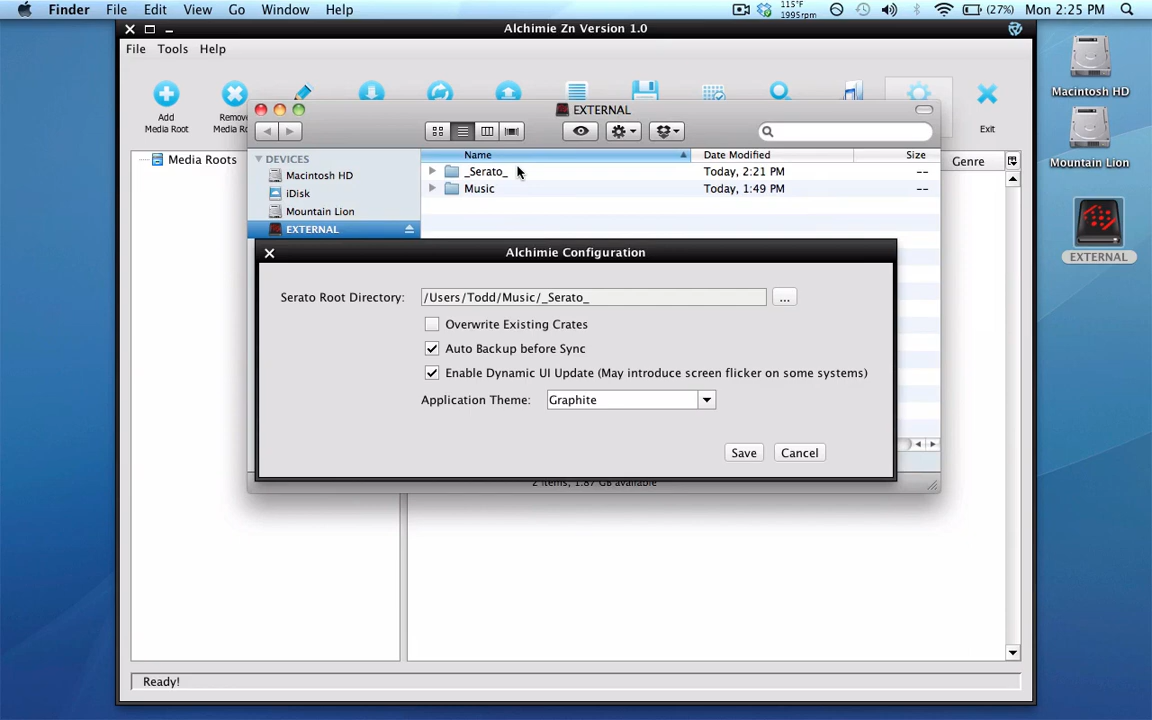 Finder File Edit View Go Window Help
115°F
1995rpm
(27%) Mon 2:25 PM
Alchimie Zn Version 1.0
File Tools Help
Add
Media Root
Exit
EXTERNAL
DEVICES
Macintosh HD
iDisk
Mountain Lion
EXTERNAL
Name Date Modified Size
_Serato_ Today, 2:21 PM --
Music Today, 1:49 PM --
Media Roots
Genre
Alchimie Configuration
Serato Root Directory: /Users/Todd/Music/_Serato_ ...
Overwrite Existing Crates
Auto Backup before Sync
Enable Dynamic UI Update (May introduce screen flicker on some systems)
Application Theme: Graphite
Save Cancel
2 items, 1.87 GB available
Ready!
Macintosh HD
Mountain Lion
EXTERNAL